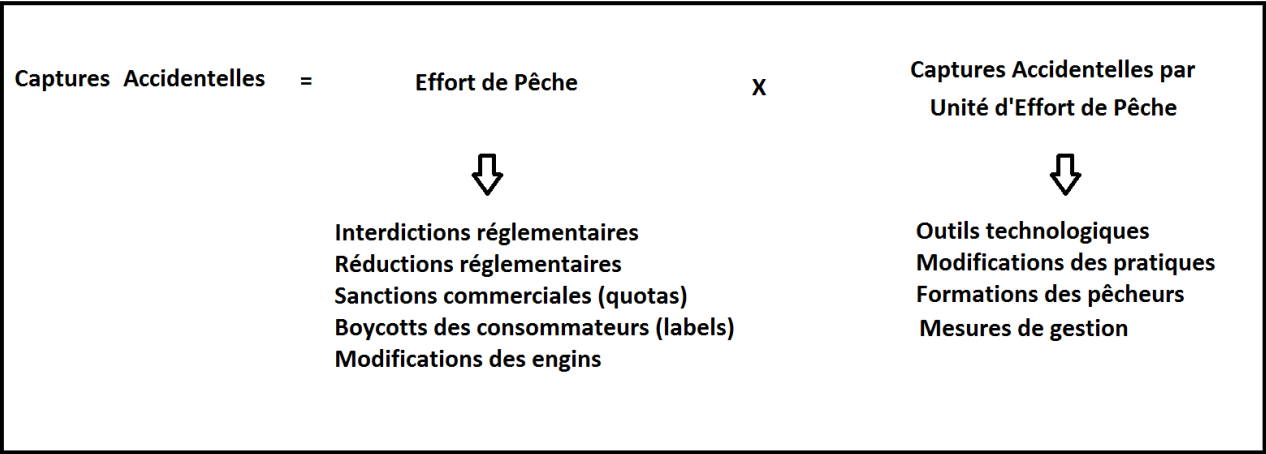 Captures Accidentelles = Effort de Pêche X Captures Accidentelles par
Unité d'Effort de Pêche
Interdictions réglementaires
Réductions réglementaires
Sanctions commerciales (quotas)
Boycotts des consommateurs (labels)
Modifications des engins
Outils technologiques
Modifications des pratiques
Formations des pêcheurs
Mesures de gestion